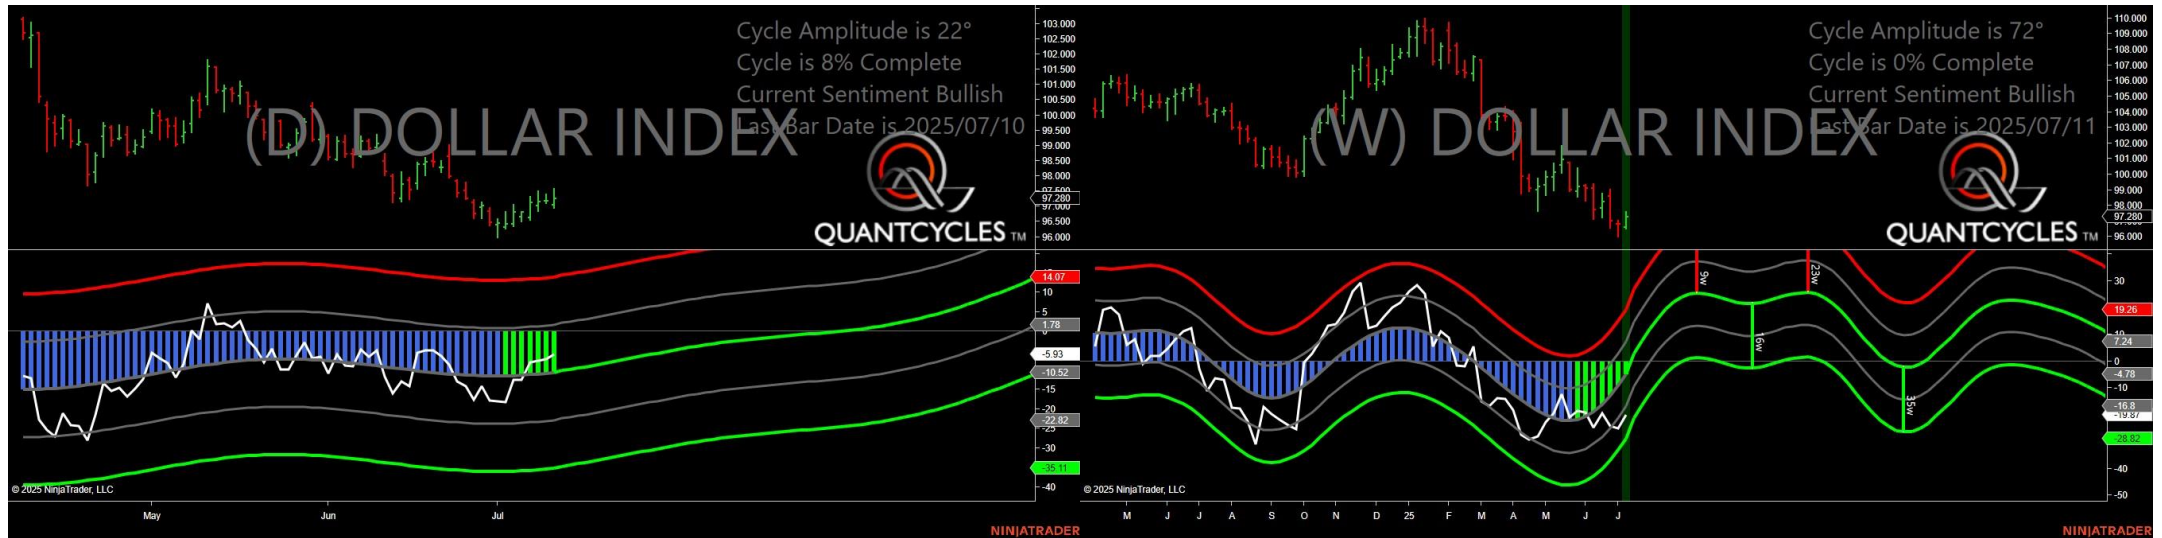 Cycle Amplitude is 22°
Cycle is 8% Complete
Current Sentiment Bullish
Last Bar Date is 2025/07/10
(D) DOLLAR INDEX
QUANTCYCLES TM
103.000
102.500
102.000
101.500
101.000
100.500
100.000
99.500
99.000
98.500
98.000
97.500
97.280
97.000
96.500
96.000
14.07
10
5
1.78
-5.93
-10.52
-15
-20
-22.82
-25
-30
-35.11
-40
© 2025 NinjaTrader, LLC
May
Jun
Jul
NINJATRADER
Cycle Amplitude is 72°
Cycle is 0% Complete
Current Sentiment Bullish
Last Bar Date is 2025/07/11
(W) DOLLAR INDEX
QUANTCYCLES TM
110.000
109.000
108.000
107.000
106.000
105.000
104.000
103.000
102.000
101.000
100.000
99.000
98.000
97.280
96.000
9w
23w
16w
35w
30
19.26
10
7.24
0
-4.78
-10
-16.8
-19.87
-28.82
-40
-50
© 2025 NinjaTrader, LLC
M
J
J
A
S
O
N
D
25
F
M
A
M
J
J
NINJATRADER